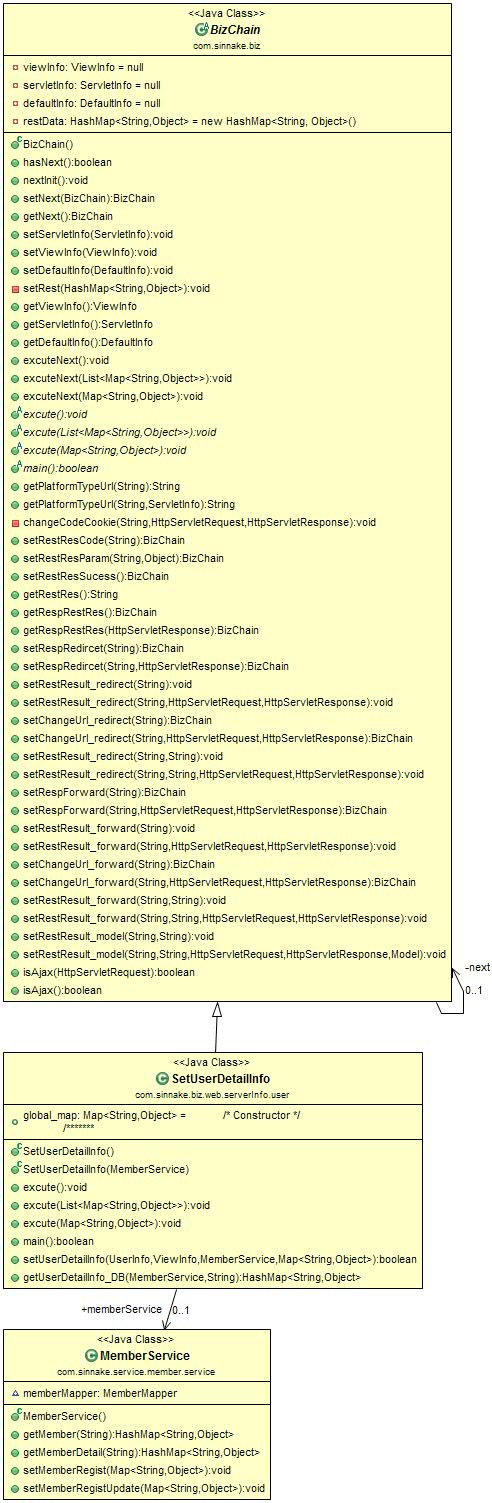 <<Java Class>>
BizChain
com.sinnake.biz
viewInfo: ViewInfo = null
servletInfo: ServletInfo = null
defaultInfo: DefaultInfo = null
restData: HashMap<String,Object> = new HashMap<String, Object>()
BizChain()
hasNext():boolean
nextInit():void
setNext(BizChain):BizChain
getNext():BizChain
setServletInfo(ServletInfo):void
setViewInfo(ViewInfo):void
setDefaultInfo(DefaultInfo):void
setRest(HashMap<String,Object>):void
getViewInfo():ViewInfo
getServletInfo():ServletInfo
getDefaultInfo():DefaultInfo
excuteNext():void
excuteNext(List<Map<String,Object>>):void
excuteNext(Map<String,Object>):void
excute():void
excute(List<Map<String,Object>>):void
excute(Map<String,Object>):void
main():boolean
getPlatformTypeUrl(String):String
getPlatformTypeUrl(String,ServletInfo):String
changeCodeCookie(String,HttpServletRequest,HttpServletResponse):void
setRestResCode(String):BizChain
setRestResParam(String,Object):BizChain
setRestResSucess():BizChain
getRestRes():String
getRespRestRes():BizChain
getRespRestRes(HttpServletResponse):BizChain
setRespRedircet(String):BizChain
setRespRedircet(String,HttpServletResponse):BizChain
setRestResult_redirect(String):void
setRestResult_redirect(String,HttpServletRequest,HttpServletResponse):void
setChangeUrl_redirect(String):BizChain
setChangeUrl_redirect(String,HttpServletRequest,HttpServletResponse):BizChain
setRestResult_redirect(String,String):void
setRestResult_redirect(String,String,HttpServletRequest,HttpServletResponse):void
setRespForward(String):BizChain
setRespForward(String,HttpServletRequest,HttpServletResponse):BizChain
setRestResult_forward(String):void
setRestResult_forward(String,HttpServletRequest,HttpServletResponse):void
setChangeUrl_forward(String):BizChain
setChangeUrl_forward(String,HttpServletRequest,HttpServletResponse):BizChain
setRestResult_forward(String,String):void
setRestResult_forward(String,String,HttpServletRequest,HttpServletResponse):void
setRestResult_model(String,String):void
setRestResult_model(String,String,HttpServletRequest,HttpServletResponse,Model):void
isAjax(HttpServletRequest):boolean
isAjax():boolean
-next
0..1
<<Java Class>>
SetUserDetailInfo
com.sinnake.biz.web.serverInfo.user
global_map: Map<String,Object> = /* Constructor */
/*******
SetUserDetailInfo()
SetUserDetailInfo(MemberService)
excute():void
excute(List<Map<String,Object>>):void
excute(Map<String,Object>):void
main():boolean
setUserDetailInfo(UserInfo,ViewInfo,MemberService,Map<String,Object>):boolean
getUserDetailInfo_DB(MemberService,String):HashMap<String,Object>
+memberService 0..1
<<Java Class>>
MemberService
com.sinnake.service.member.service
memberMapper: MemberMapper
MemberService()
getMember(String):HashMap<String,Object>
getMemberDetail(String):HashMap<String,Object>
setMemberRegist(Map<String,Object>):void
setMemberRegistUpdate(Map<String,Object>):void